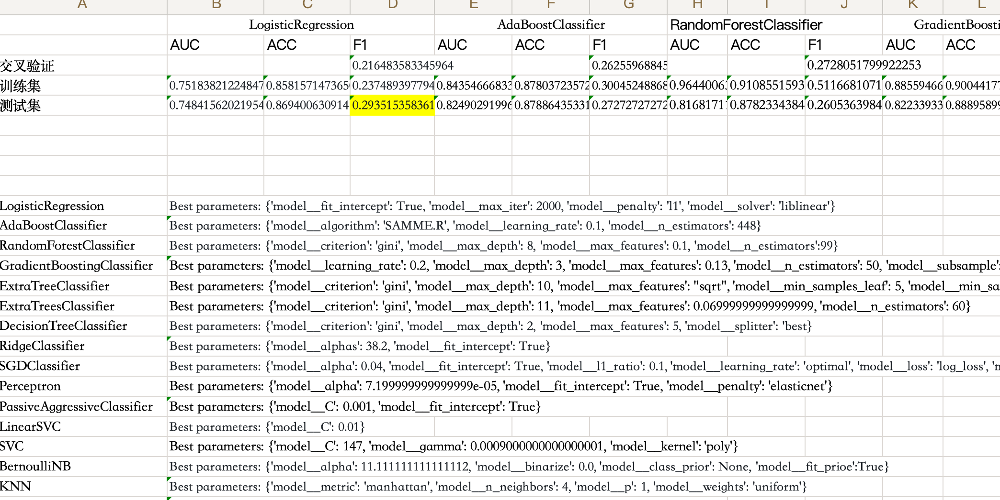 A B C D E F G H I J K L
LogisticRegression AdaBoostClassifier RandomForestClassifier GradientBoosti
AUC ACC F1 AUC ACC F1 AUC ACC F1 AUC ACC
交叉验证 0.216483583345964 0.26255968845 0.2728051799922253
训练集 0.75183821224847 0.858157147365 0.237489397794 0.84354666833 0.87803723572 0.30045248868 0.9644006 0.9108551593 0.5116681071 0.88559466 0.9004417
测试集 0.74841562021954 0.869400630914 0.293515358361 0.82490291996 0.87886435331 0.27272727272 0.8168171 0.8782334384 0.2605363984 0.82233933 0.8889589
LogisticRegression Best parameters: {'model__fit_intercept': True, 'model__max_iter': 2000, 'model__penalty': 'l1', 'model__solver': 'liblinear'}
AdaBoostClassifier Best parameters: {'model__algorithm': 'SAMME.R', 'model__learning_rate': 0.1, 'model__n_estimators': 448}
RandomForestClassifier Best parameters: {'model__criterion': 'gini', 'model__max_depth': 8, 'model__max_features': 0.1, 'model__n_estimators':99}
GradientBoostingClassifier Best parameters: {'model__learning_rate': 0.2, 'model__max_depth': 3, 'model__max_features': 0.13, 'model__n_estimators': 50, 'model__subsample':
ExtraTreeClassifier Best parameters: {'model__criterion': 'gini', 'model__max_depth': 10, 'model__max_features': "sqrt", 'model__min_samples_leaf': 5, 'model__min_sa
ExtraTreesClassifier Best parameters: {'model__criterion': 'gini', 'model__max_depth': 11, 'model__max_features': 0.06999999999999999, 'model__n_estimators': 60}
DecisionTreeClassifier Best parameters: {'model__criterion': 'gini', 'model__max_depth': 2, 'model__max_features': 5, 'model__splitter': 'best}
RidgeClassifier Best parameters: {'model__alphas': 38.2, 'model__fit_intercept': True}
SGDClassifier Best parameters: {'model__alpha': 0.04, 'model__fit_intercept': True, 'model__l1_ratio': 0.1, 'model__learning_rate': 'optimal', 'model__loss': 'log_loss',
Perceptron Best parameters: {'model__alpha': 7.199999999999999e-05, 'model__fit_intercept': True, 'model__penalty': 'elasticnet'}
PassiveAggressiveClassifier Best parameters: {'model__C': 0.001, 'model__fit_intercept': True}
LinearSVC Best parameters: {'model__C': 0.01}
SVC Best parameters: {'model__C': 147, 'model__gamma': 0.0009000000000000001, 'model__kernel': 'poly'}
BernoulliNB Best parameters: {'model__alpha': 11.111111111111112, 'model__binarize': 0.0, 'model__class_prior': None, 'model__fit_prioe':True}
KNN Best parameters: {'model__metric': 'manhattan', 'model__n_neighbors': 4, 'model__p': 1, 'model__weights': 'uniform'}